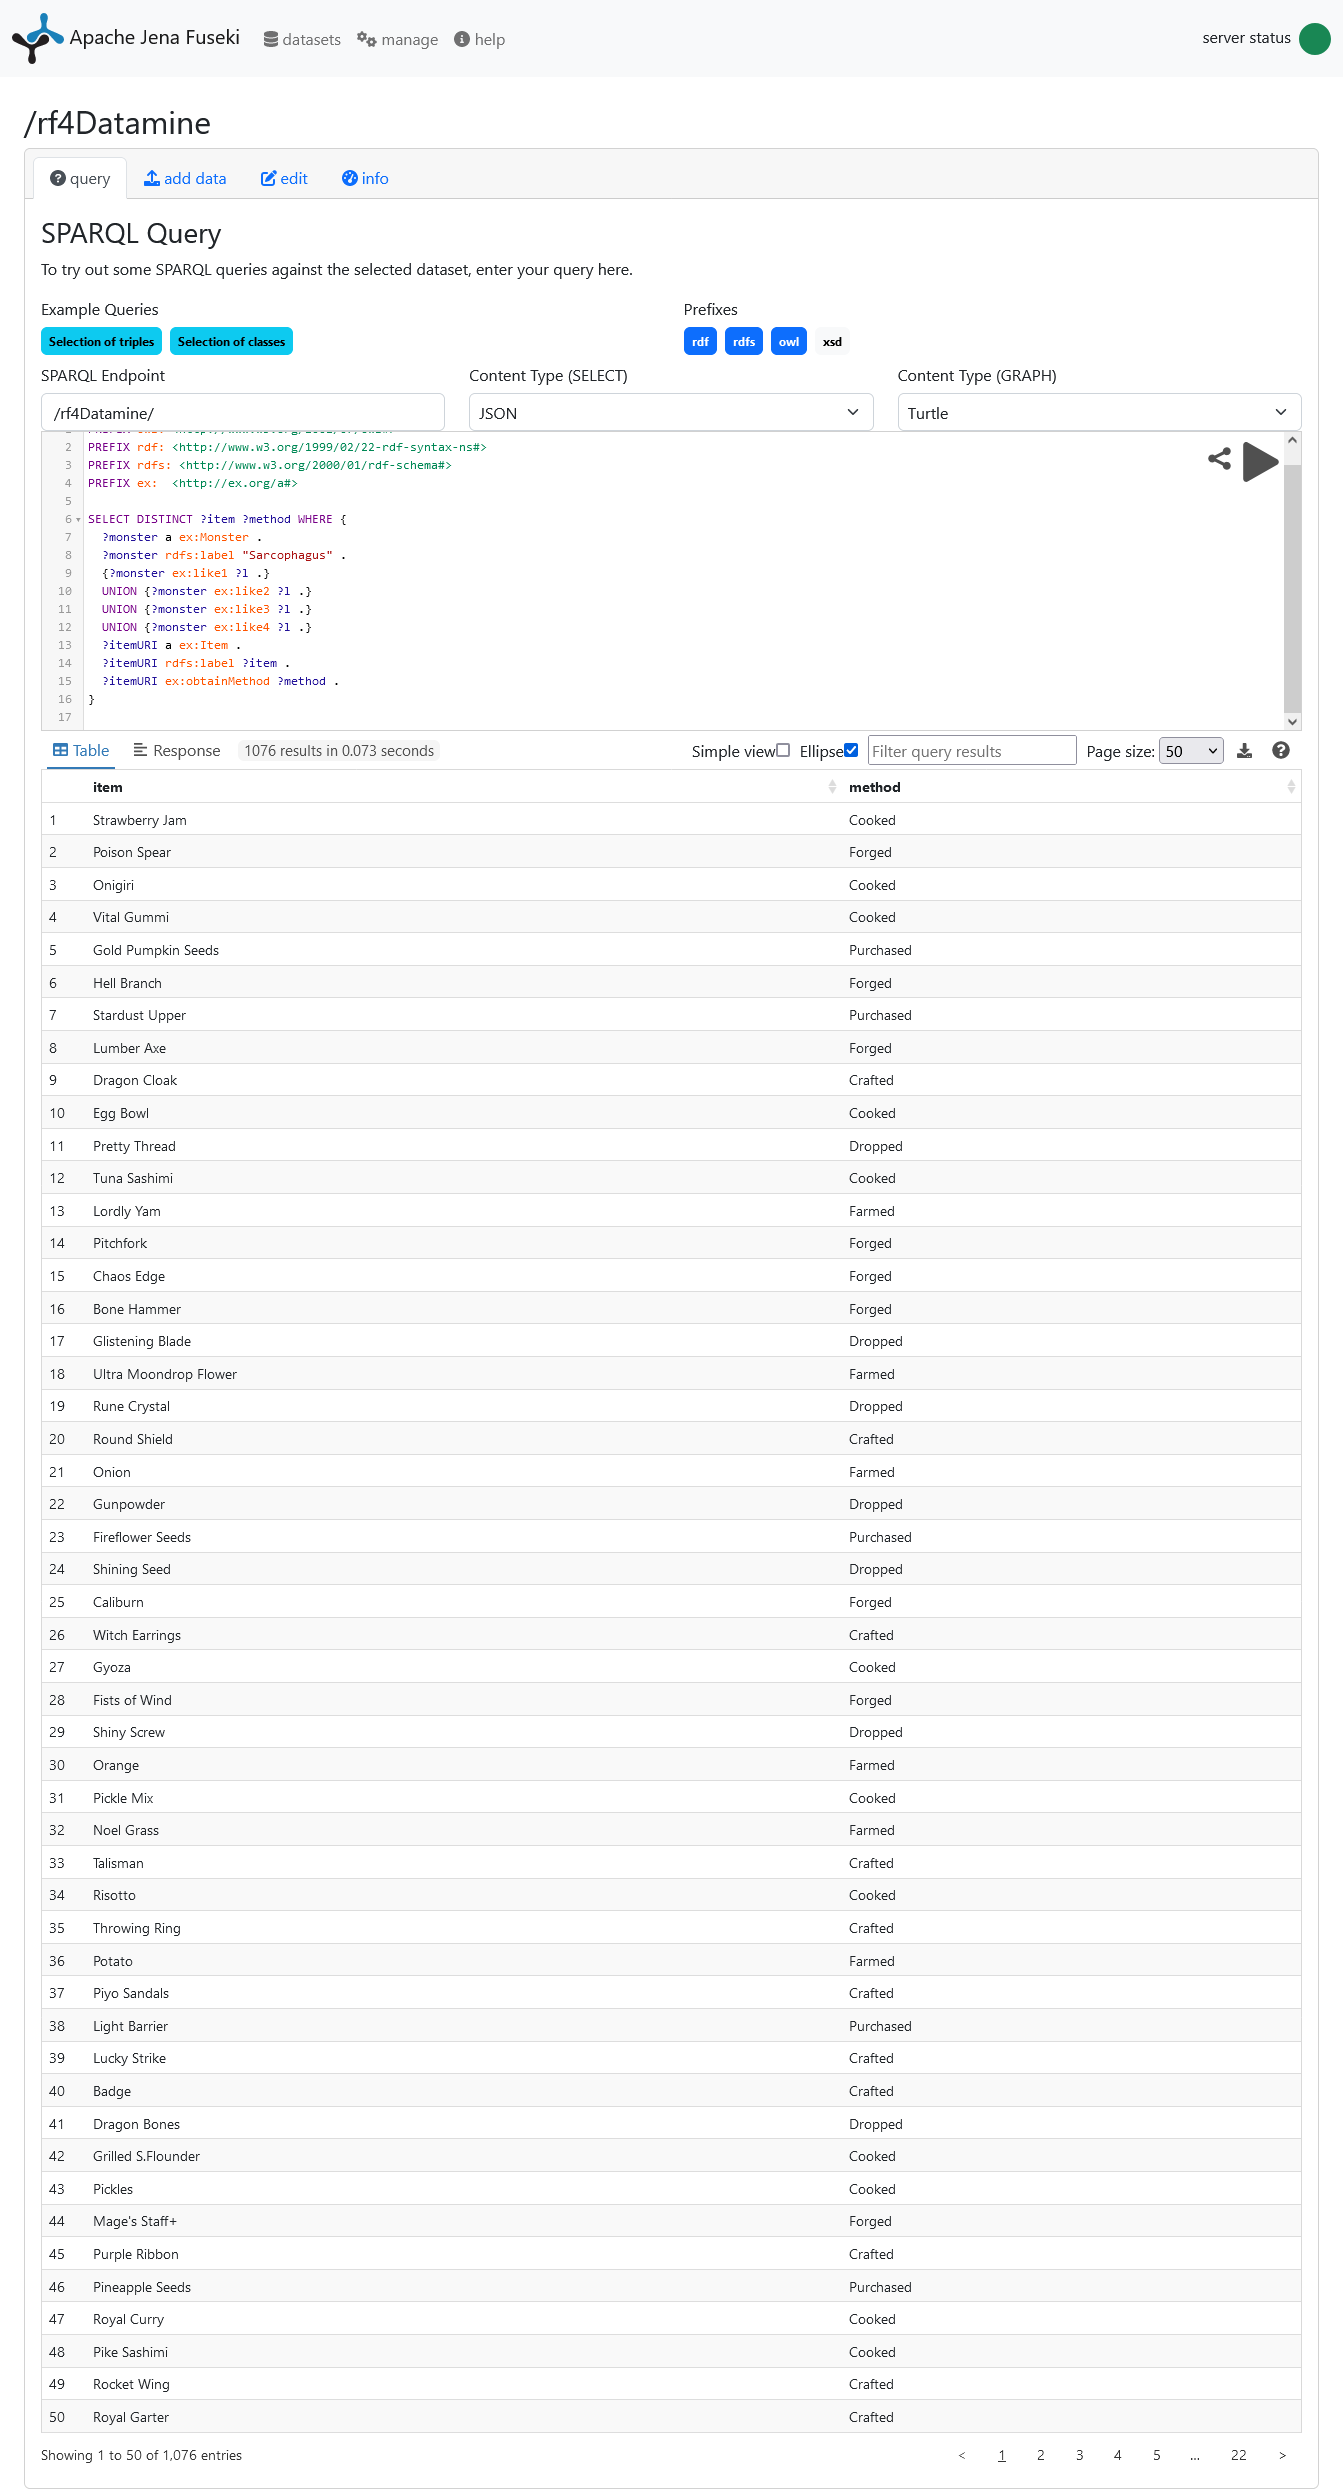 Apache Jena Fuseki datasets manage help server status
/rf4Datamine
query add data edit info
SPARQL Query
To try out some SPARQL queries against the selected dataset, enter your query here.
Example Queries Prefixes
Selection of triples Selection of classes rdf rdfs owl xsd
SPARQL Endpoint Content Type (SELECT) Content Type (GRAPH)
/rf4Datamine/ JSON Turtle
2 PREFIX rdf: <http://www.w3.org/1999/02/22-rdf-syntax-ns#>
3 PREFIX rdfs: <http://www.w3.org/2000/01/rdf-schema#>
4 PREFIX ex: <http://ex.org/a#>
5
6 SELECT DISTINCT ?item ?method WHERE {
7 ?monster a ex:Monster .
8 ?monster rdfs:label "Sarcophagus" .
9 {?monster ex:like1 ?l .}
10 UNION {?monster ex:like2 ?l .}
11 UNION {?monster ex:like3 ?l .}
12 UNION {?monster ex:like4 ?l .}
13 ?itemURI a ex:Item .
14 ?itemURI rdfs:label ?item .
15 ?itemURI ex:obtainMethod ?method .
16 }
17
Table Response 1076 results in 0.073 seconds Simple view Ellipse Filter query results Page size: 50
item method
1 Strawberry Jam Cooked
2 Poison Spear Forged
3 Onigiri Cooked
4 Vital Gummi Cooked
5 Gold Pumpkin Seeds Purchased
6 Hell Branch Forged
7 Stardust Upper Purchased
8 Lumber Axe Forged
9 Dragon Cloak Crafted
10 Egg Bowl Cooked
11 Pretty Thread Dropped
12 Tuna Sashimi Cooked
13 Lordly Yam Farmed
14 Pitchfork Forged
15 Chaos Edge Forged
16 Bone Hammer Forged
17 Glistening Blade Dropped
18 Ultra Moondrop Flower Farmed
19 Rune Crystal Dropped
20 Round Shield Crafted
21 Onion Farmed
22 Gunpowder Dropped
23 Fireflower Seeds Purchased
24 Shining Seed Dropped
25 Caliburn Forged
26 Witch Earrings Crafted
27 Gyoza Cooked
28 Fists of Wind Forged
29 Shiny Screw Dropped
30 Orange Farmed
31 Pickle Mix Cooked
32 Noel Grass Farmed
33 Talisman Crafted
34 Risotto Cooked
35 Throwing Ring Crafted
36 Potato Farmed
37 Piyo Sandals Crafted
38 Light Barrier Purchased
39 Lucky Strike Crafted
40 Badge Crafted
41 Dragon Bones Dropped
42 Grilled S.Flounder Cooked
43 Pickles Cooked
44 Mage's Staff+ Forged
45 Purple Ribbon Crafted
46 Pineapple Seeds Purchased
47 Royal Curry Cooked
48 Pike Sashimi Cooked
49 Rocket Wing Crafted
50 Royal Garter Crafted
Showing 1 to 50 of 1,076 entries < 1 2 3 4 5 ... 22 >